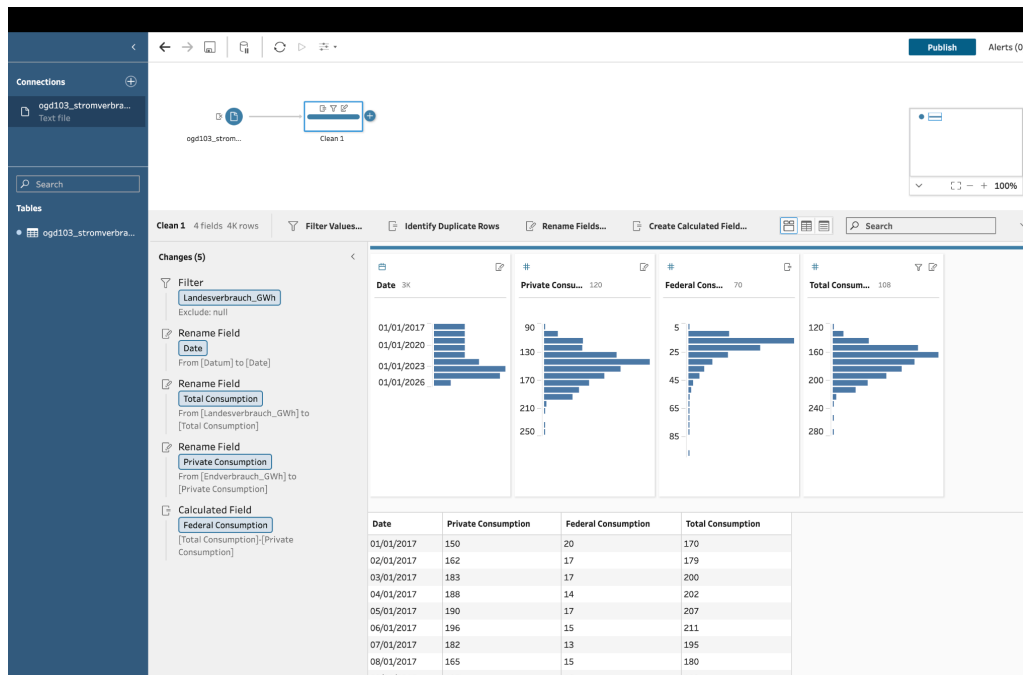 Publish
Alerts (0
Connections
ogd103_stromverbra...
Text file
ogd103_strom...
Clean 1
100%
Search
Tables
ogd103_stromverbra...
Clean 1 4 fields 4K rows
Filter Values...
Identify Duplicate Rows
Rename Fields...
Create Calculated Field...
Search
Changes (5)
Filter
Landesverbrauch_GWh
Exclude: null
Rename Field
Date
From [Datum] to [Date]
Rename Field
Total Consumption
From [Landesverbrauch_GWh] to
[Total Consumption]
Rename Field
Private Consumption
From [Endverbrauch_GWh] to
[Private Consumption]
Calculated Field
Federal Consumption
[Total Consumption]-[Private
Consumption]
Date 3K
01/01/2017
01/01/2020
01/01/2023
01/01/2026
#
Private Consu... 120
90
130
170
210
250
#
Federal Cons... 70
5
25
45
65
85
#
Total Consum... 108
120
160
200
240
280
Date Private Consumption Federal Consumption Total Consumption
01/01/2017 150 20 170
02/01/2017 162 17 179
03/01/2017 183 17 200
04/01/2017 188 14 202
05/01/2017 190 17 207
06/01/2017 196 15 211
07/01/2017 182 13 195
08/01/2017 165 15 180